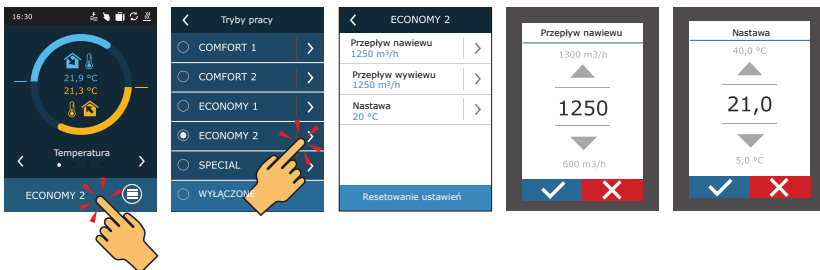 16:30
21,9 °C
21,3 °C
Temperatura
ECONOMY 2
Tryby pracy
COMFORT 1
COMFORT 2
ECONOMY 1
ECONOMY 2
SPECIAL
WYŁĄCZONE
ECONOMY 2
Przepływ nawiewu
1250 m³/h
Przepływ wywiewu
1250 m³/h
Nastawa
20 °C
Resetowanie ustawień
Przepływ nawiewu
1300 m3/h
1250
600 m3/h
Nastawa
40,0 °C
21,0
5,0 °C